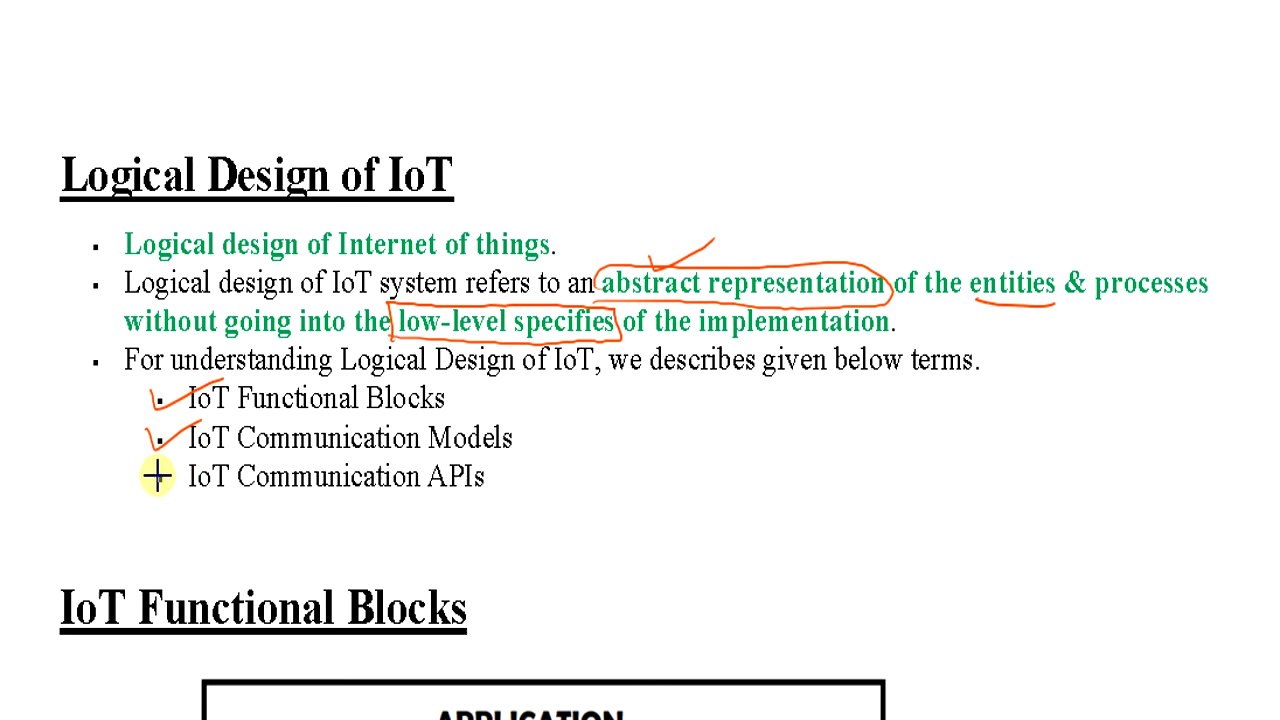 Logical Design of IoT
▪ Logical design of Internet of things.
▪ Logical design of IoT system refers to an abstract representation of the entities & processes
without going into the low-level specifies of the implementation.
▪ For understanding Logical Design of IoT, we describes given below terms.
▪ IoT Functional Blocks
▪ IoT Communication Models
▪ IoT Communication APIs
IoT Functional Blocks
APPLICATION